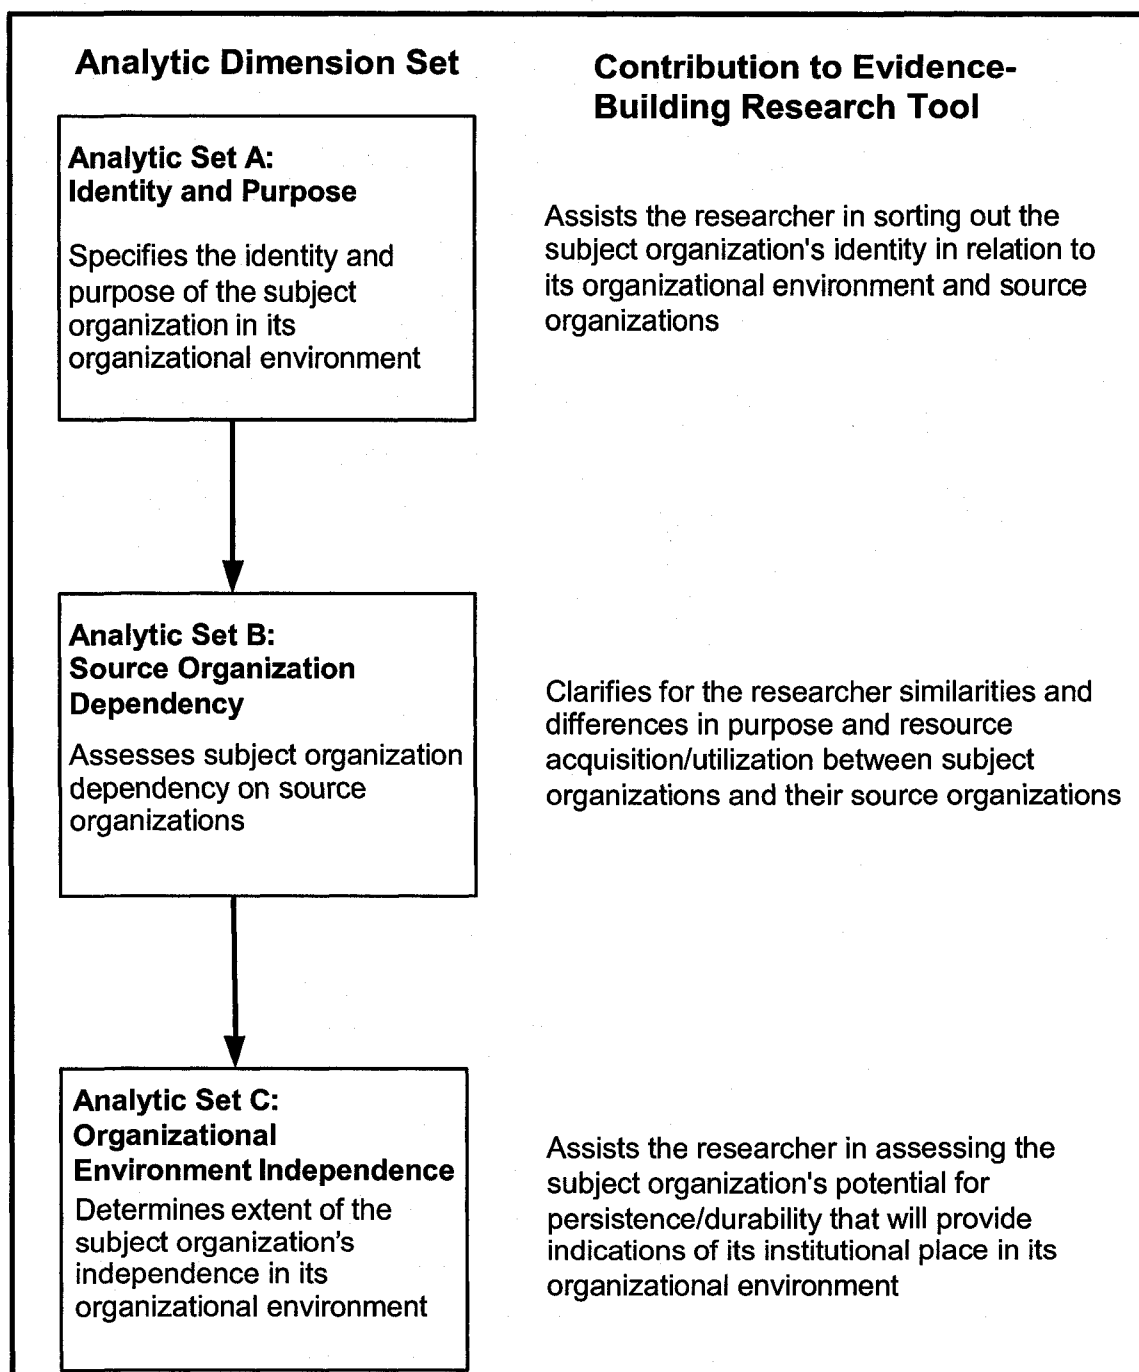 Analytic Dimension Set
Contribution to Evidence-
Building Research Tool
Analytic Set A:
Identity and Purpose
Specifies the identity and
purpose of the subject
organization in its
organizational environment
Assists the researcher in sorting out the
subject organization's identity in relation to
its organizational environment and source
organizations
Analytic Set B:
Source Organization
Dependency
Assesses subject organization
dependency on source
organizations
Clarifies for the researcher similarities and
differences in purpose and resource
acquisition/utilization between subject
organizations and their source organizations
Analytic Set C:
Organizational
Environment Independence
Determines extent of the
subject organization's
independence in its
organizational environment
Assists the researcher in assessing the
subject organization's potential for
persistence/durability that will provide
indications of its institutional place in its
organizational environment